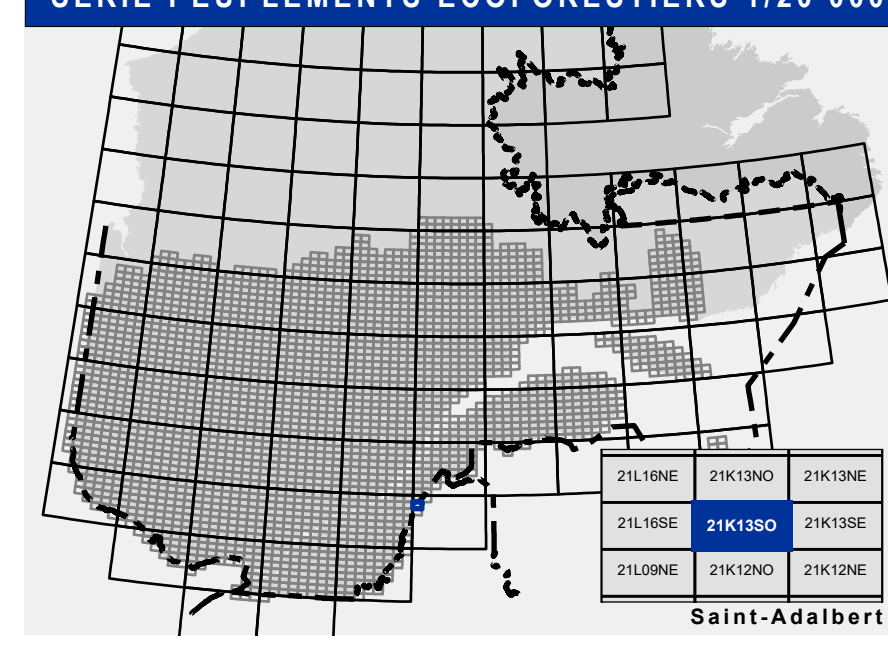 SÉRIE PEUPLEMENTS ÉCOFORESTIERS 1/20 000
21L16NE 21K13NO 21K13NE
21L16SE 21K13SO 21K13SE
21L09NE 21K12NO 21K12NE
Saint-Adalbert